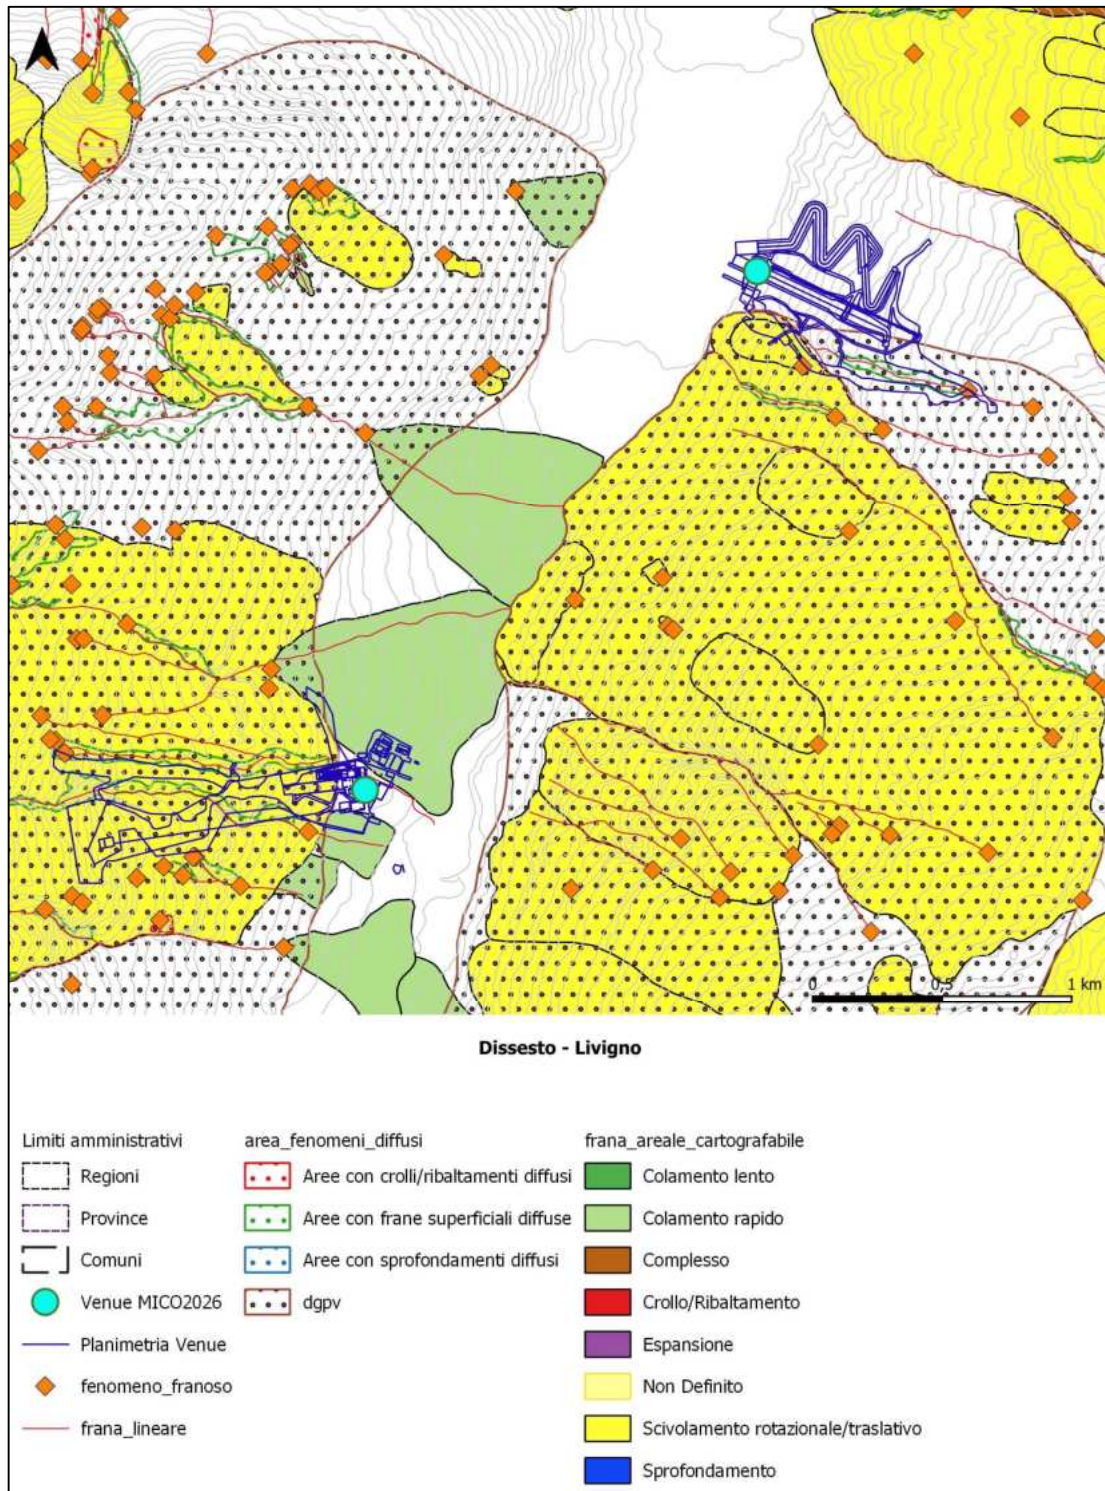 0 0,5 1 km
Dissesto - Livigno
Limiti amministrativi
Regioni
Province
Comuni
Venue MICO2026
Planimetria Venue
fenomeno_franoso
frana_lineare
area_fenomeni_diffusi
Aree con crolli/ribaltamenti diffusi
Aree con frane superficiali diffuse
Aree con sprofondamenti diffusi
dgpv
frana_areale_cartografabile
Colamento lento
Colamento rapido
Complesso
Crollo/Ribaltamento
Espansione
Non Definito
Scivolamento rotazionale/traslativo
Sprofondamento